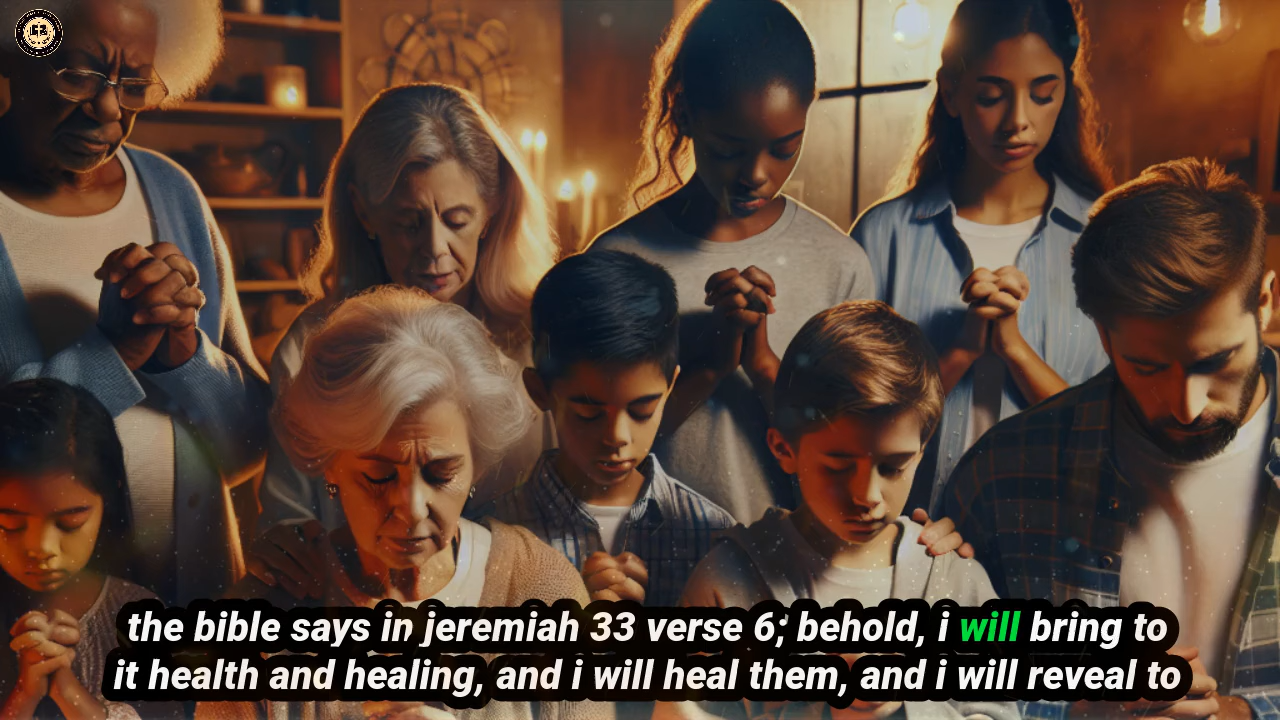 the bible says in jeremiah 33 verse 6; behold, i will bring to
it health and healing, and i will heal them, and i will reveal to